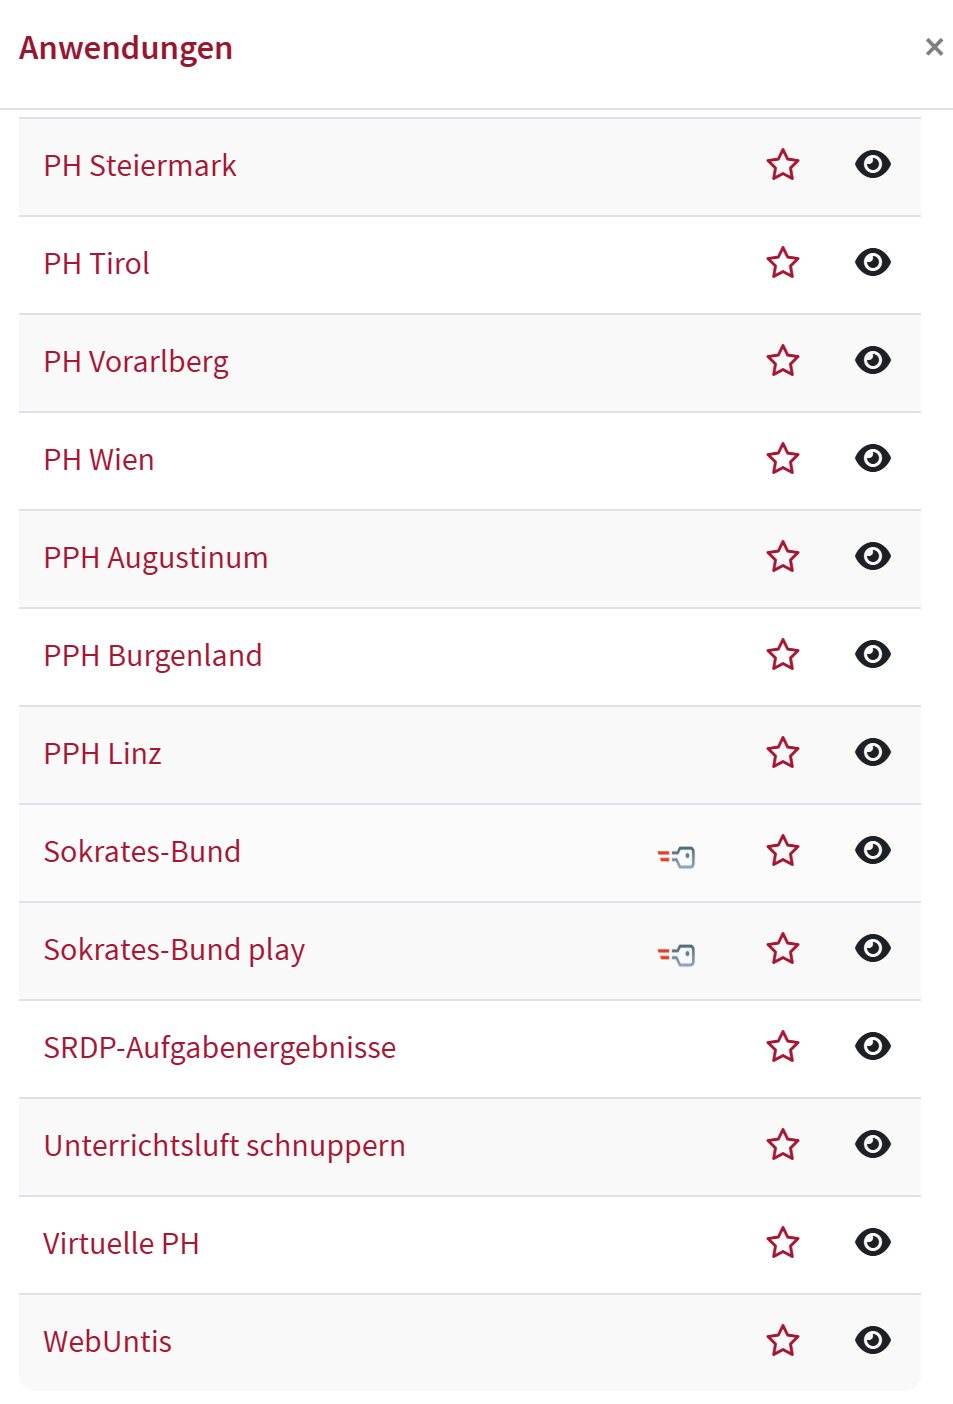 Anwendungen
PH Steiermark
PH Tirol
PH Vorarlberg
PH Wien
PPH Augustinum
PPH Burgenland
PPH Linz
Sokrates-Bund
Sokrates-Bund play
SRDP-Aufgabenergebnisse
Unterrichtsluft schnuppern
Virtuelle PH
WebUntis